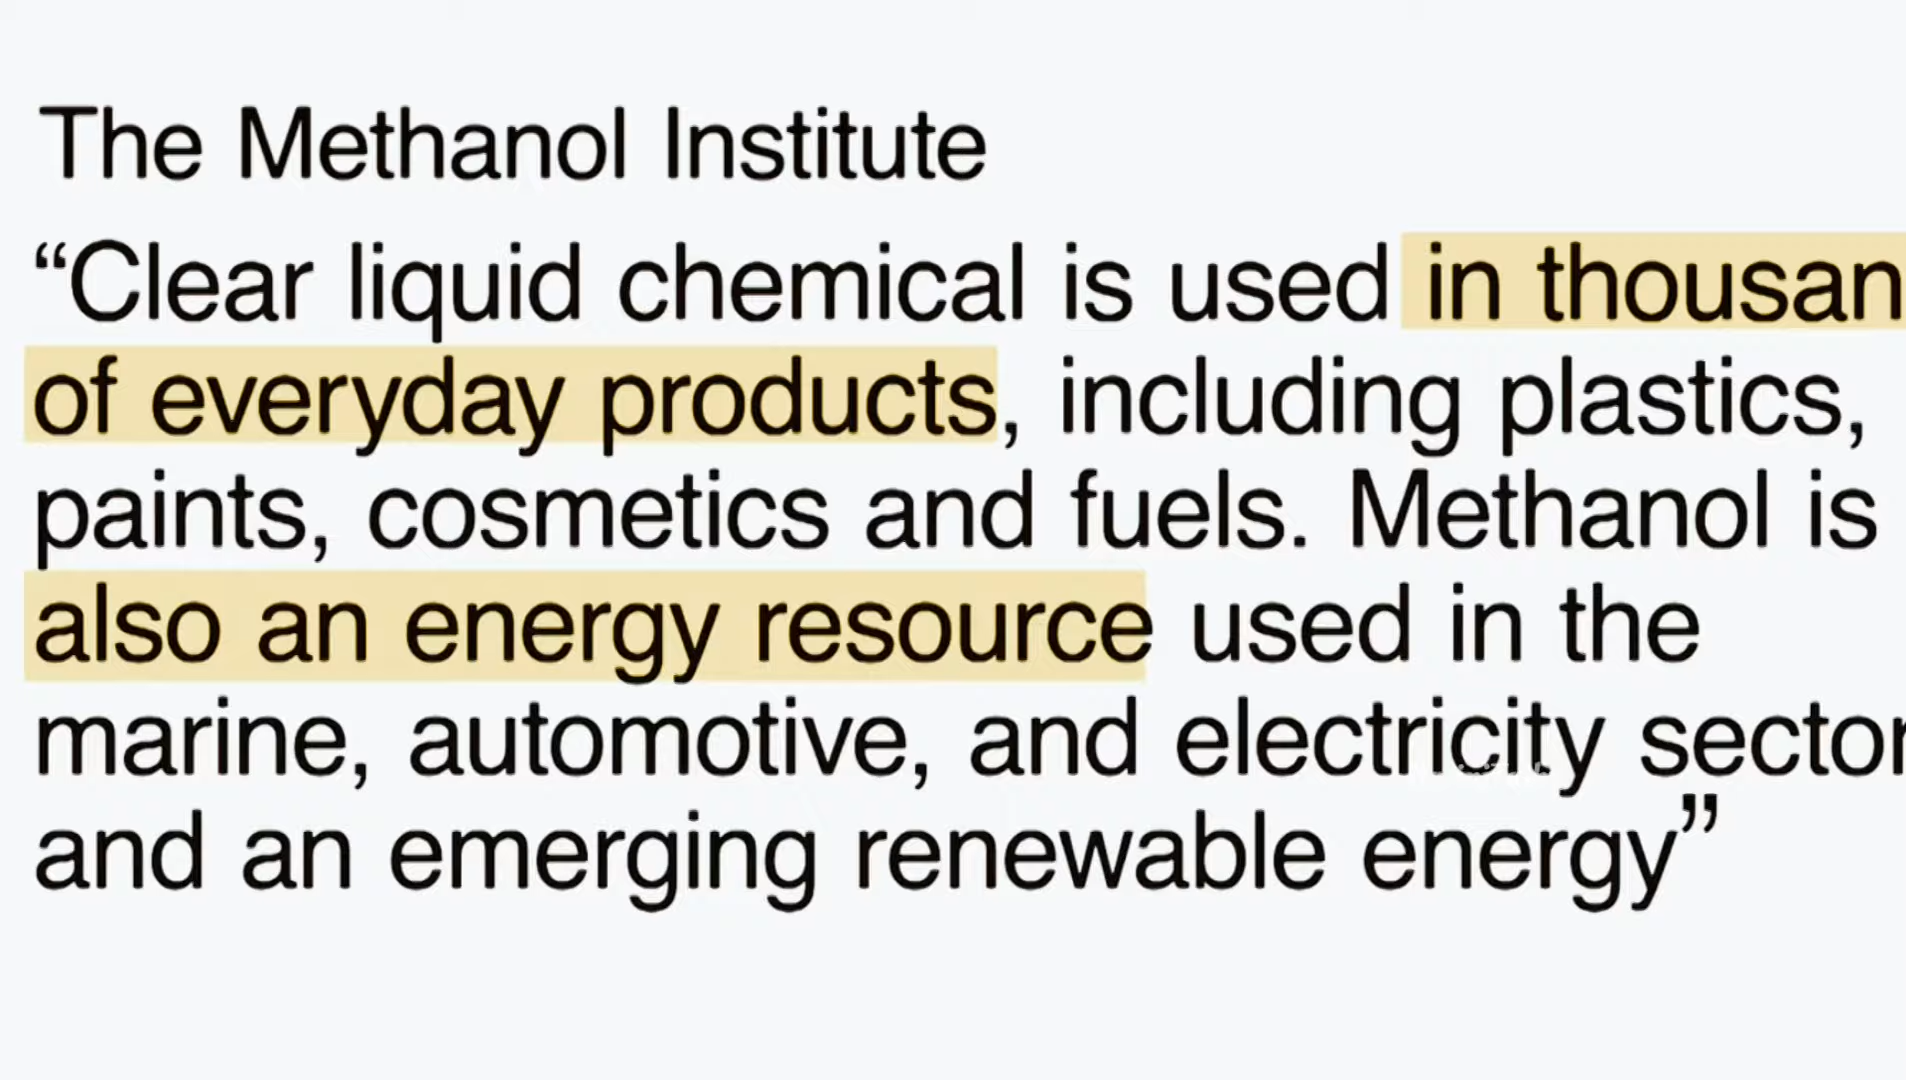 The Methanol Institute
“Clear liquid chemical is used in thousan
of everyday products, including plastics,
paints, cosmetics and fuels. Methanol is
also an energy resource used in the
marine, automotive, and electricity sector
and an emerging renewable energy”